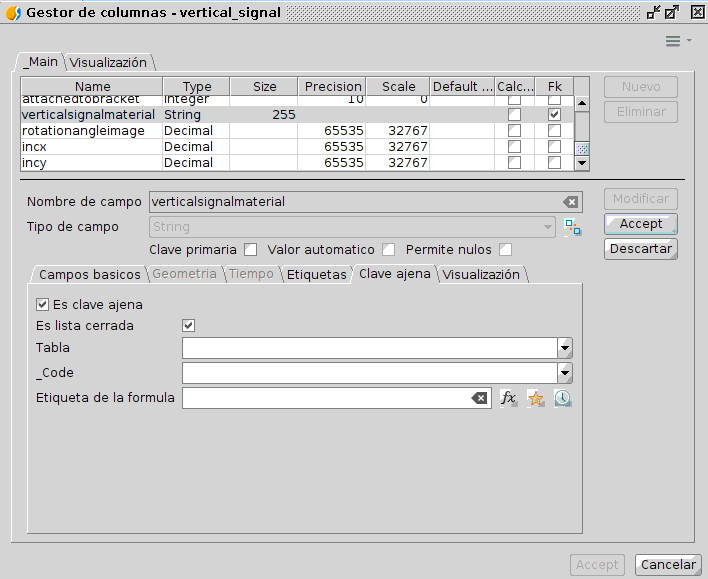 Gestor de columnas - vertical_signal
_Main Visualización
Name Type Size Precision Scale Default ... Calc... Fk
attachedtobracket Integer 10 0
verticalsignalmaterial String 255
rotationangleimage Decimal 65535 32767
incx Decimal 65535 32767
incy Decimal 65535 32767
Nuevo
Eliminar
Nombre de campo verticalsignalmaterial
Modificar
Tipo de campo String
Accept
Clave primaria Valor automatico Permite nulos
Descartar
Campos basicos Geometria Tiempo Etiquetas Clave ajena Visualización
Es clave ajena
Es lista cerrada
Tabla
_Code
Etiqueta de la formula fx
Accept Cancelar